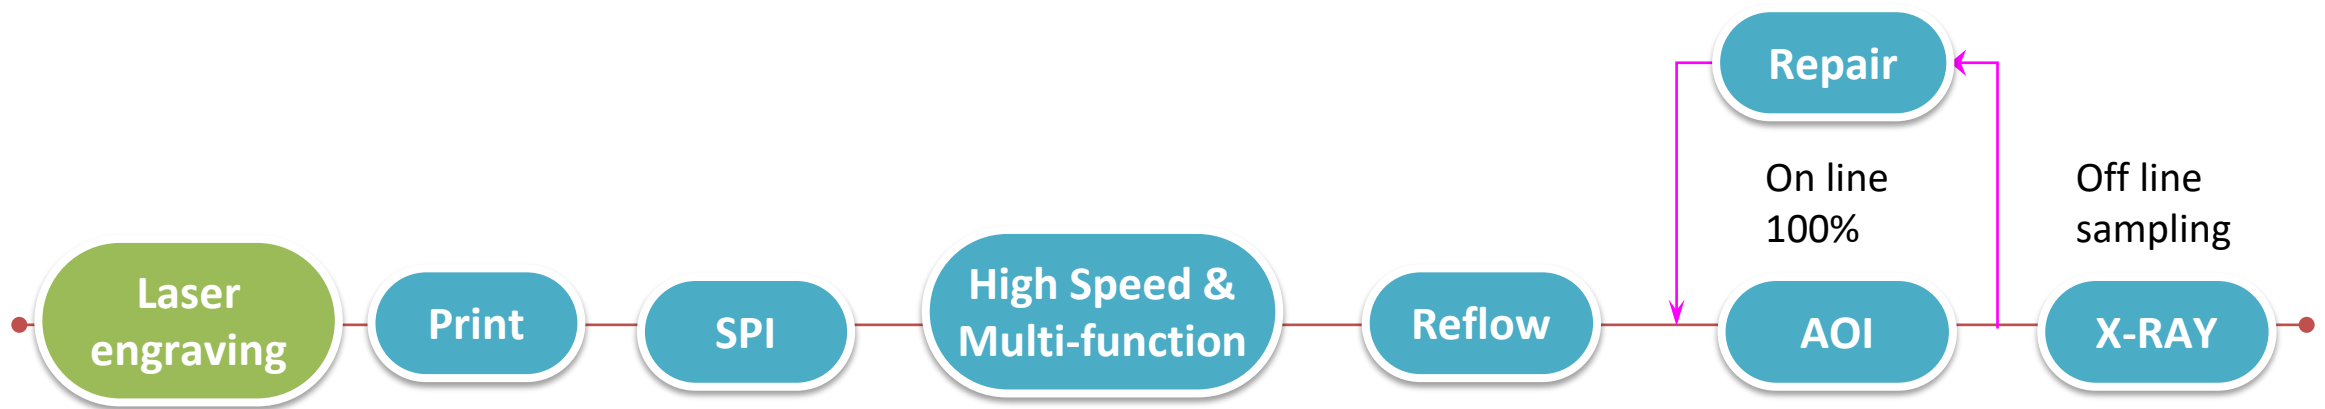 Repair
On line
100%
Off line
sampling
Laser
engraving
Print
SPI
High Speed &
Multi-function
Reflow
AOI
X-RAY